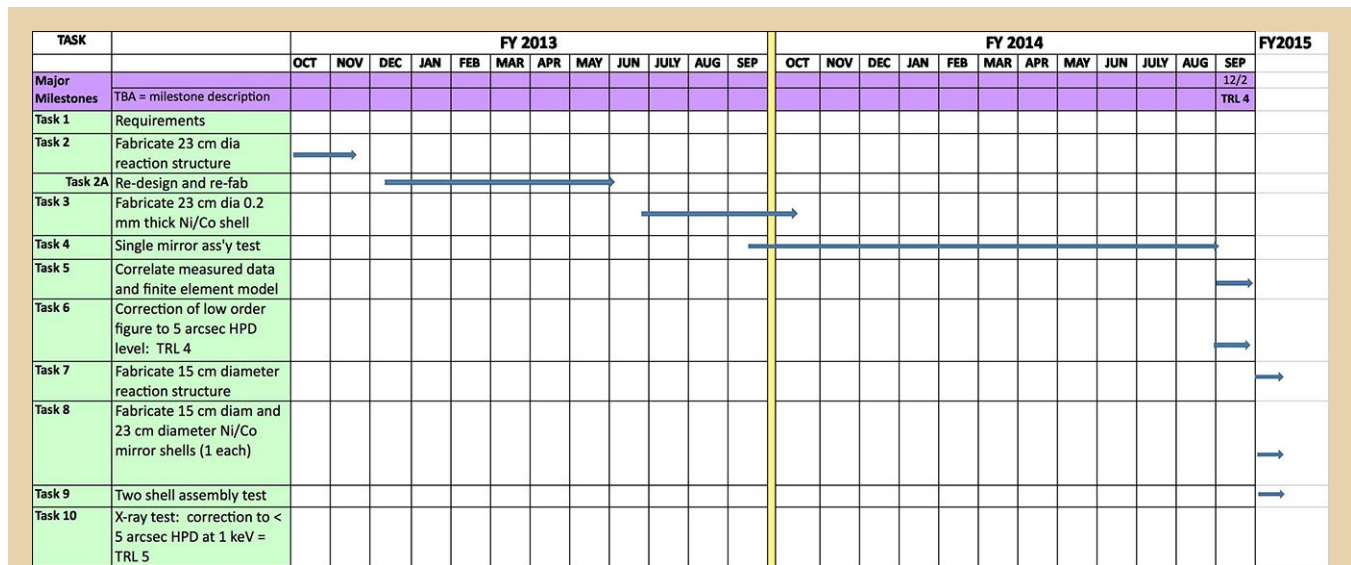 TASK FY 2013 FY 2014 FY2015
OCT NOV DEC JAN FEB MAR APR MAY JUN JULY AUG SEP OCT NOV DEC JAN FEB MAR APR MAY JUN JULY AUG SEP
Major 12/2
Milestones TBA = milestone description TRL 4
Task 1 Requirements
Task 2 Fabricate 23 cm dia
reaction structure
Task 2A Re-design and re-fab
Task 3 Fabricate 23 cm dia 0.2
mm thick Ni/Co shell
Task 4 Single mirror ass'y test
Task 5 Correlate measured data
and finite element model
Task 6 Correction of low order
figure to 5 arcsec HPD
level: TRL 4
Task 7 Fabricate 15 cm diameter
reaction structure
Task 8 Fabricate 15 cm diam and
23 cm diameter Ni/Co
mirror shells (1 each)
Task 9 Two shell assembly test
Task 10 X-ray test: correction to <
5 arcsec HPD at 1 keV =
TRL 5